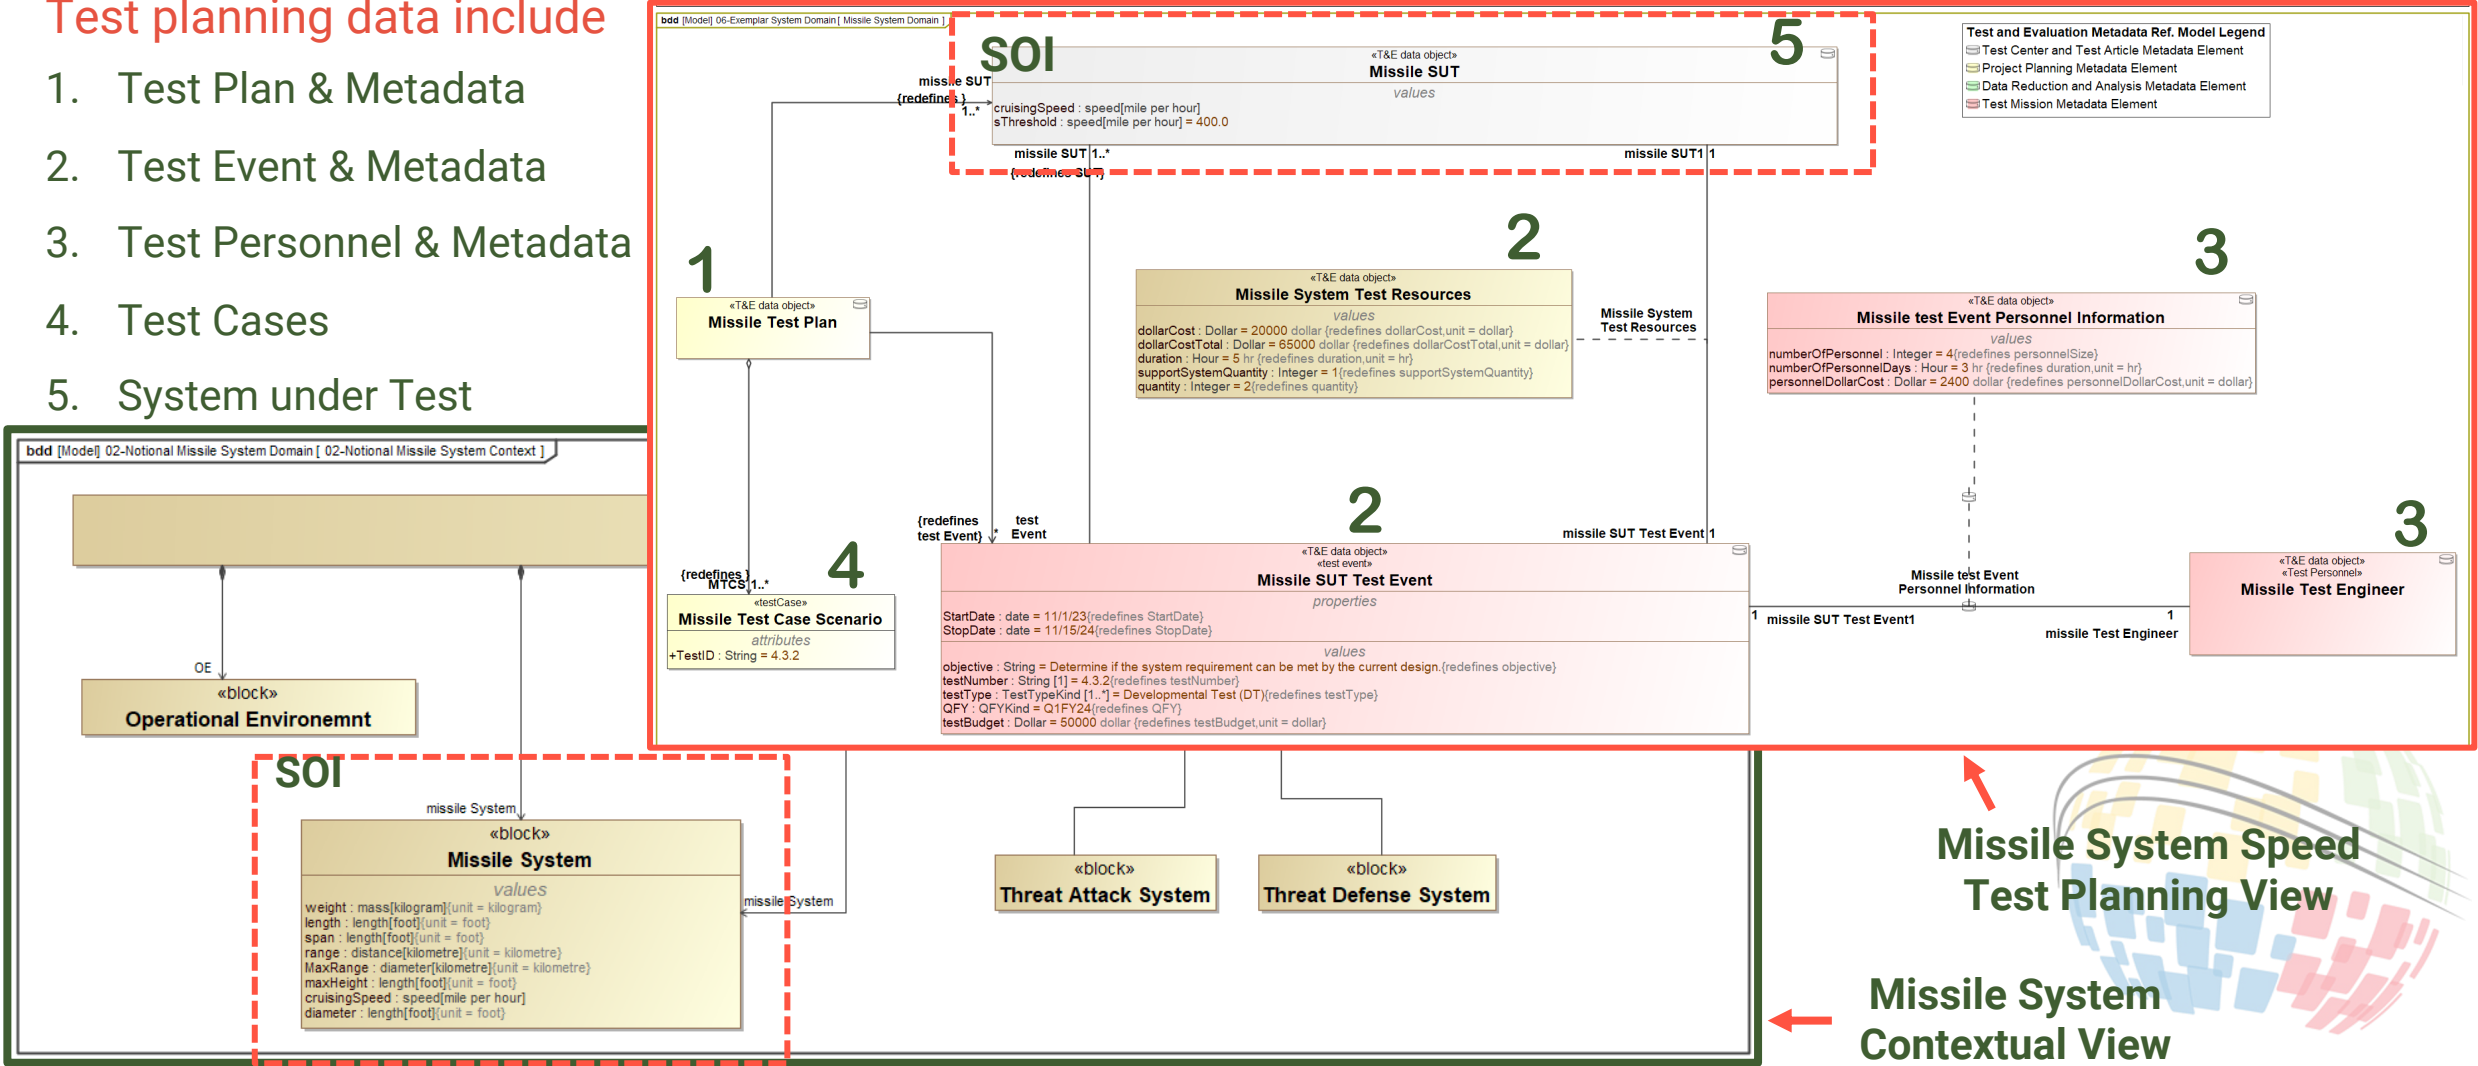 Test planning data include
1. Test Plan & Metadata
2. Test Event & Metadata
3. Test Personnel & Metadata
4. Test Cases
5. System under Test
bdd [Model] 06-Exemplar System Domain [ Missile System Domain ]
SOI
5
«T&E data object»
Missile SUT
values
cruisingSpeed : speed[mile per hour]
sThreshold : speed[mile per hour] = 400.0
missile SUT
{redefines }
1..*
missile SUT 1..*
{redefines SUT}
missile SUT1 1
Test and Evaluation Metadata Ref. Model Legend
Test Center and Test Article Metadata Element
Project Planning Metadata Element
Data Reduction and Analysis Metadata Element
Test Mission Metadata Element
1
«T&E data object»
Missile Test Plan
2
«T&E data object»
Missile System Test Resources
values
dollarCost : Dollar = 20000 dollar {redefines dollarCost,unit = dollar}
dollarCostTotal : Dollar = 65000 dollar {redefines dollarCostTotal,unit = dollar}
duration : Hour = 5 hr {redefines duration,unit = hr}
supportSystemQuantity : Integer = 1{redefines supportSystemQuantity}
quantity : Integer = 2{redefines quantity}
Missile System
Test Resources
3
«T&E data object»
Missile test Event Personnel Information
values
numberOfPersonnel : Integer = 4{redefines personnelSize}
numberOfPersonnelDays : Hour = 3 hr {redefines duration,unit = hr}
personnelDollarCost : Dollar = 2400 dollar {redefines personnelDollarCost,unit = dollar}
{redefines
test Event}
*
test
Event
missile SUT Test Event 1
{redefines }
MTCS 1..*
4
«testCase»
Missile Test Case Scenario
attributes
+TestID : String = 4.3.2
2
«T&E data object»
«test event»
Missile SUT Test Event
properties
StartDate : date = 11/1/23{redefines StartDate}
StopDate : date = 11/15/24{redefines StopDate}
values
objective : String = Determine if the system requirement can be met by the current design.{redefines objective}
testNumber : String [1] = 4.3.2{redefines testNumber}
testType : TestTypeKind [1..*] = Developmental Test (DT){redefines testType}
QFY : QFYKind = Q1FY24{redefines QFY}
testBudget : Dollar = 50000 dollar {redefines testBudget,unit = dollar}
Missile test Event
Personnel Information
1 missile SUT Test Event1
1
missile Test Engineer
3
«T&E data object»
«Test Personnel»
Missile Test Engineer
bdd [Model] 02-Notional Missile System Domain [ 02-Notional Missile System Context ]
OE
«block»
Operational Environemnt
SOI
missile System
«block»
Missile System
values
weight : mass[kilogram]{unit = kilogram}
length : length[foot]{unit = foot}
span : length[foot]{unit = foot}
range : distance[kilometre]{unit = kilometre}
MaxRange : diameter[kilometre]{unit = kilometre}
maxHeight : length[foot]{unit = foot}
cruisingSpeed : speed[mile per hour]
diameter : length[foot]{unit = foot}
missile System
«block»
Threat Attack System
«block»
Threat Defense System
Missile System Speed
Test Planning View
Missile System
Contextual View